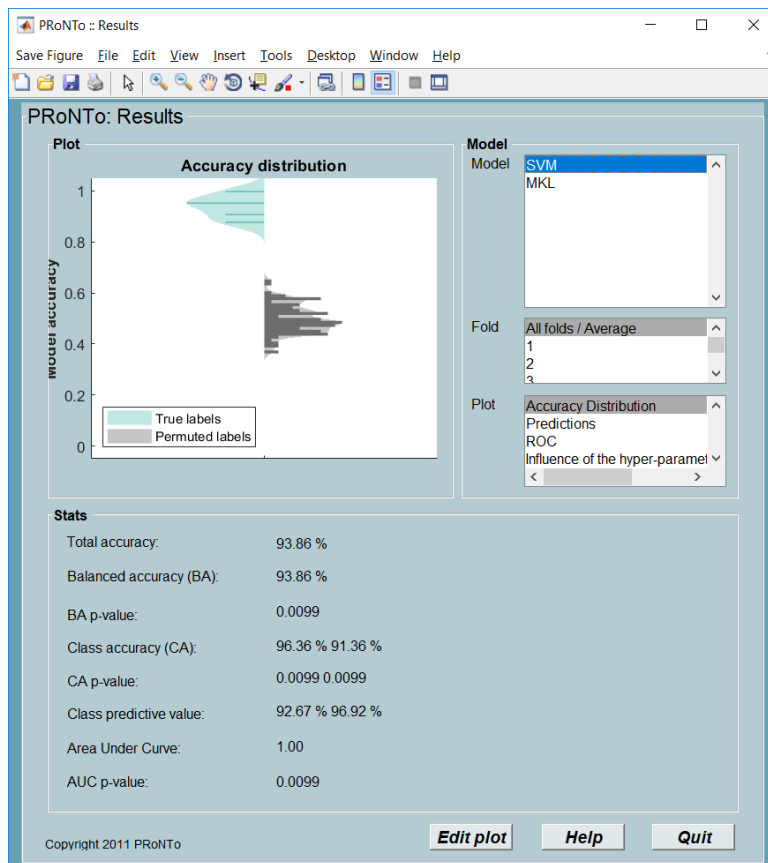 PRoNTo :: Results
Save Figure File Edit View Insert Tools Desktop Window Help
PRoNTo: Results
Plot
Accuracy distribution
Model accuracy
1
0.8
0.6
0.4
0.2
0
True labels
Permuted labels
Model
Model
SVM
MKL
Fold
All folds / Average
1
2
3
Plot
Accuracy Distribution
Predictions
ROC
Influence of the hyper-paramet
Stats
Total accuracy: 93.86 %
Balanced accuracy (BA): 93.86 %
BA p-value: 0.0099
Class accuracy (CA): 96.36 % 91.36 %
CA p-value: 0.0099 0.0099
Class predictive value: 92.67 % 96.92 %
Area Under Curve: 1.00
AUC p-value: 0.0099
Edit plot Help Quit
Copyright 2011 PRoNTo